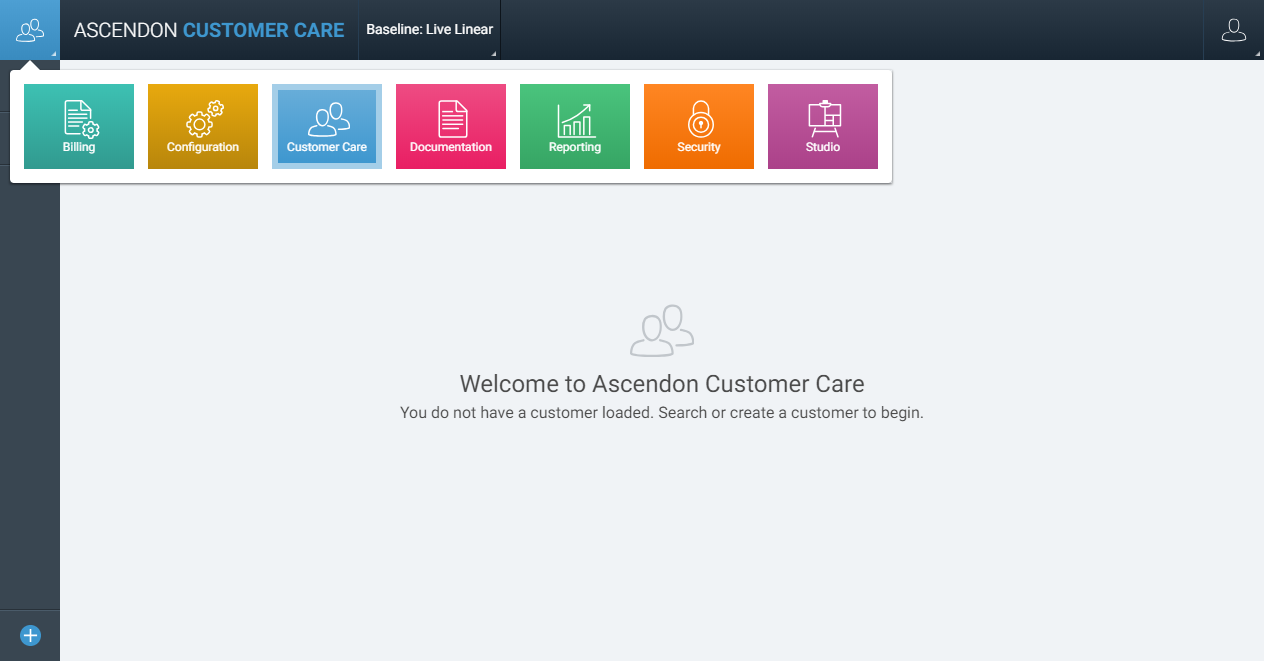 ASCENDON CUSTOMER CARE
Baseline: Live Linear
Billing
Configuration
Customer Care
Documentation
Reporting
Security
Studio
Welcome to Ascendon Customer Care
You do not have a customer loaded. Search or create a customer to begin.